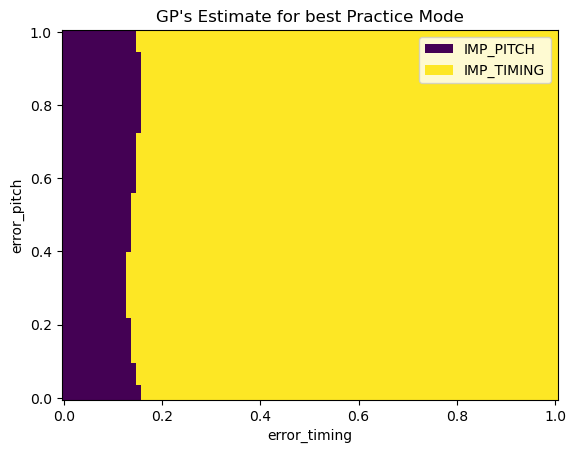 GP's Estimate for best Practice Mode
IMP_PITCH
IMP_TIMING
error_pitch
1.0
0.8
0.6
0.4
0.2
0.0
0.0 0.2 0.4 0.6 0.8 1.0
error_timing